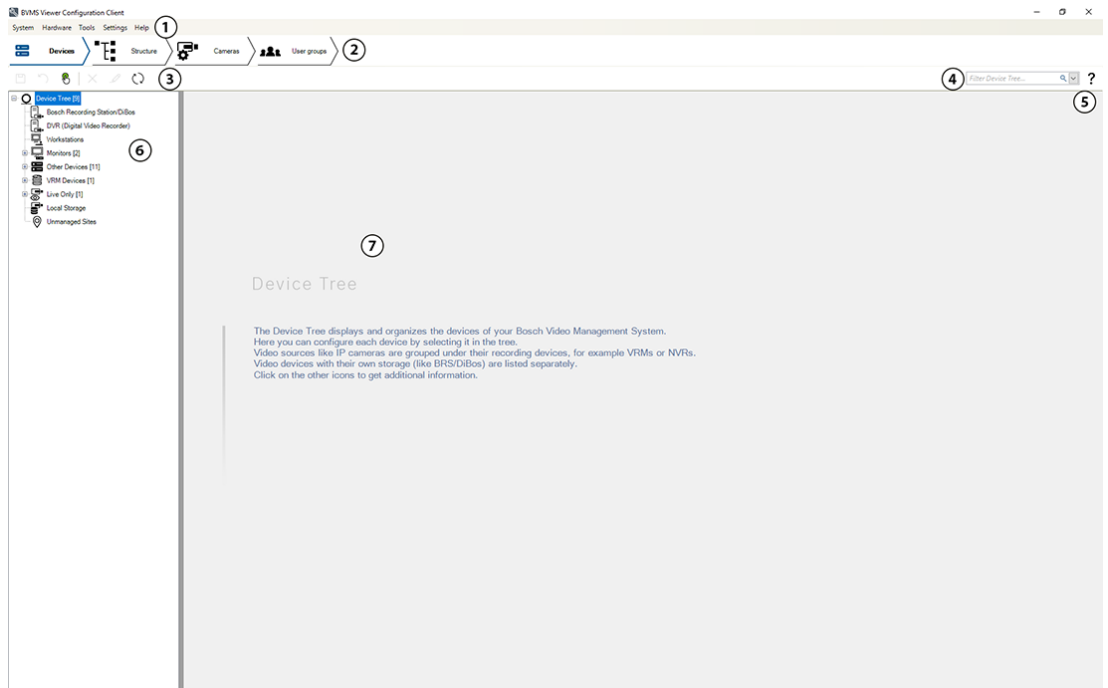 BVMS Viewer Configuration Client
System Hardware Tools Settings Help 1
Devices Structure Cameras User groups 2
3 4 Filter Device Tree... ?
5
Device Tree [9]
Bosch Recording Station/DiBos
DVR (Digital Video Recorder)
Workstations
6
Monitors [2]
Other Devices [11]
VRM Devices [1]
Live Only [1]
Local Storage
Unmanaged Sites
7
Device Tree
The Device Tree displays and organizes the devices of your Bosch Video Management System.
Here you can configure each device by selecting it in the tree.
Video sources like IP cameras are grouped under their recording devices, for example VRMs or NVRs.
Video devices with their own storage (like BRS/DiBos) are listed separately.
Click on the other icons to get additional information.